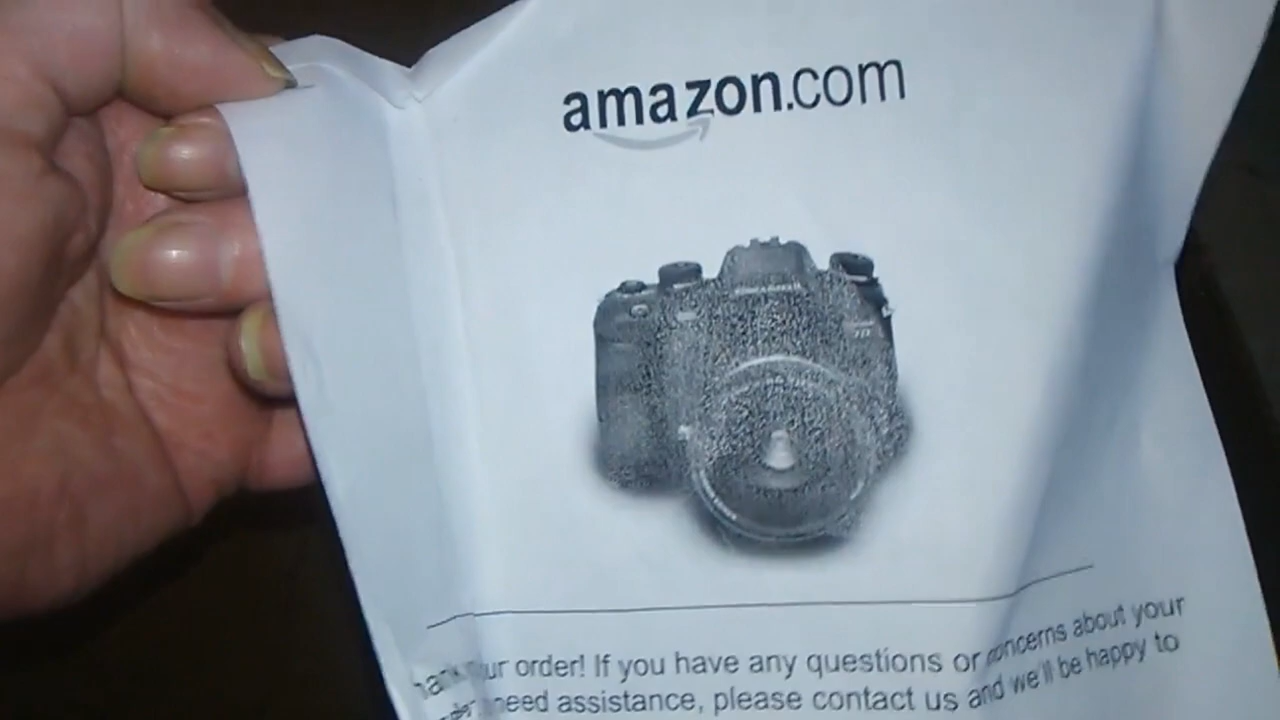 amazon.com
ur order! If you have any questions or concerns about your
need assistance, please contact us and we'll be happy to